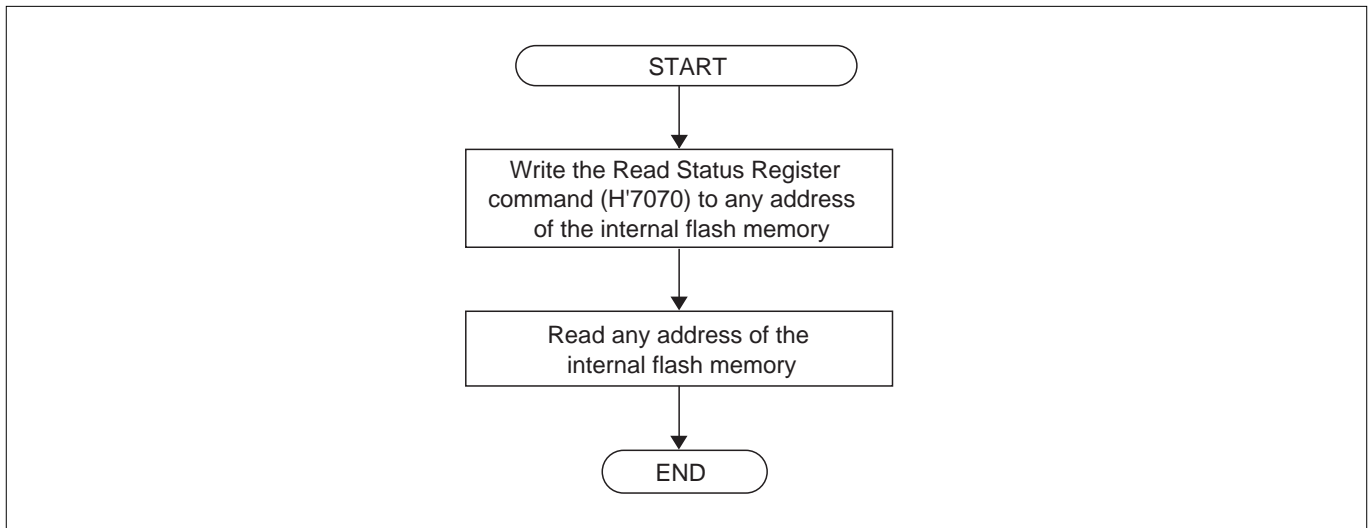 START
Write the Read Status Register
command (H'7070) to any address
of the internal flash memory
Read any address of the
internal flash memory
END